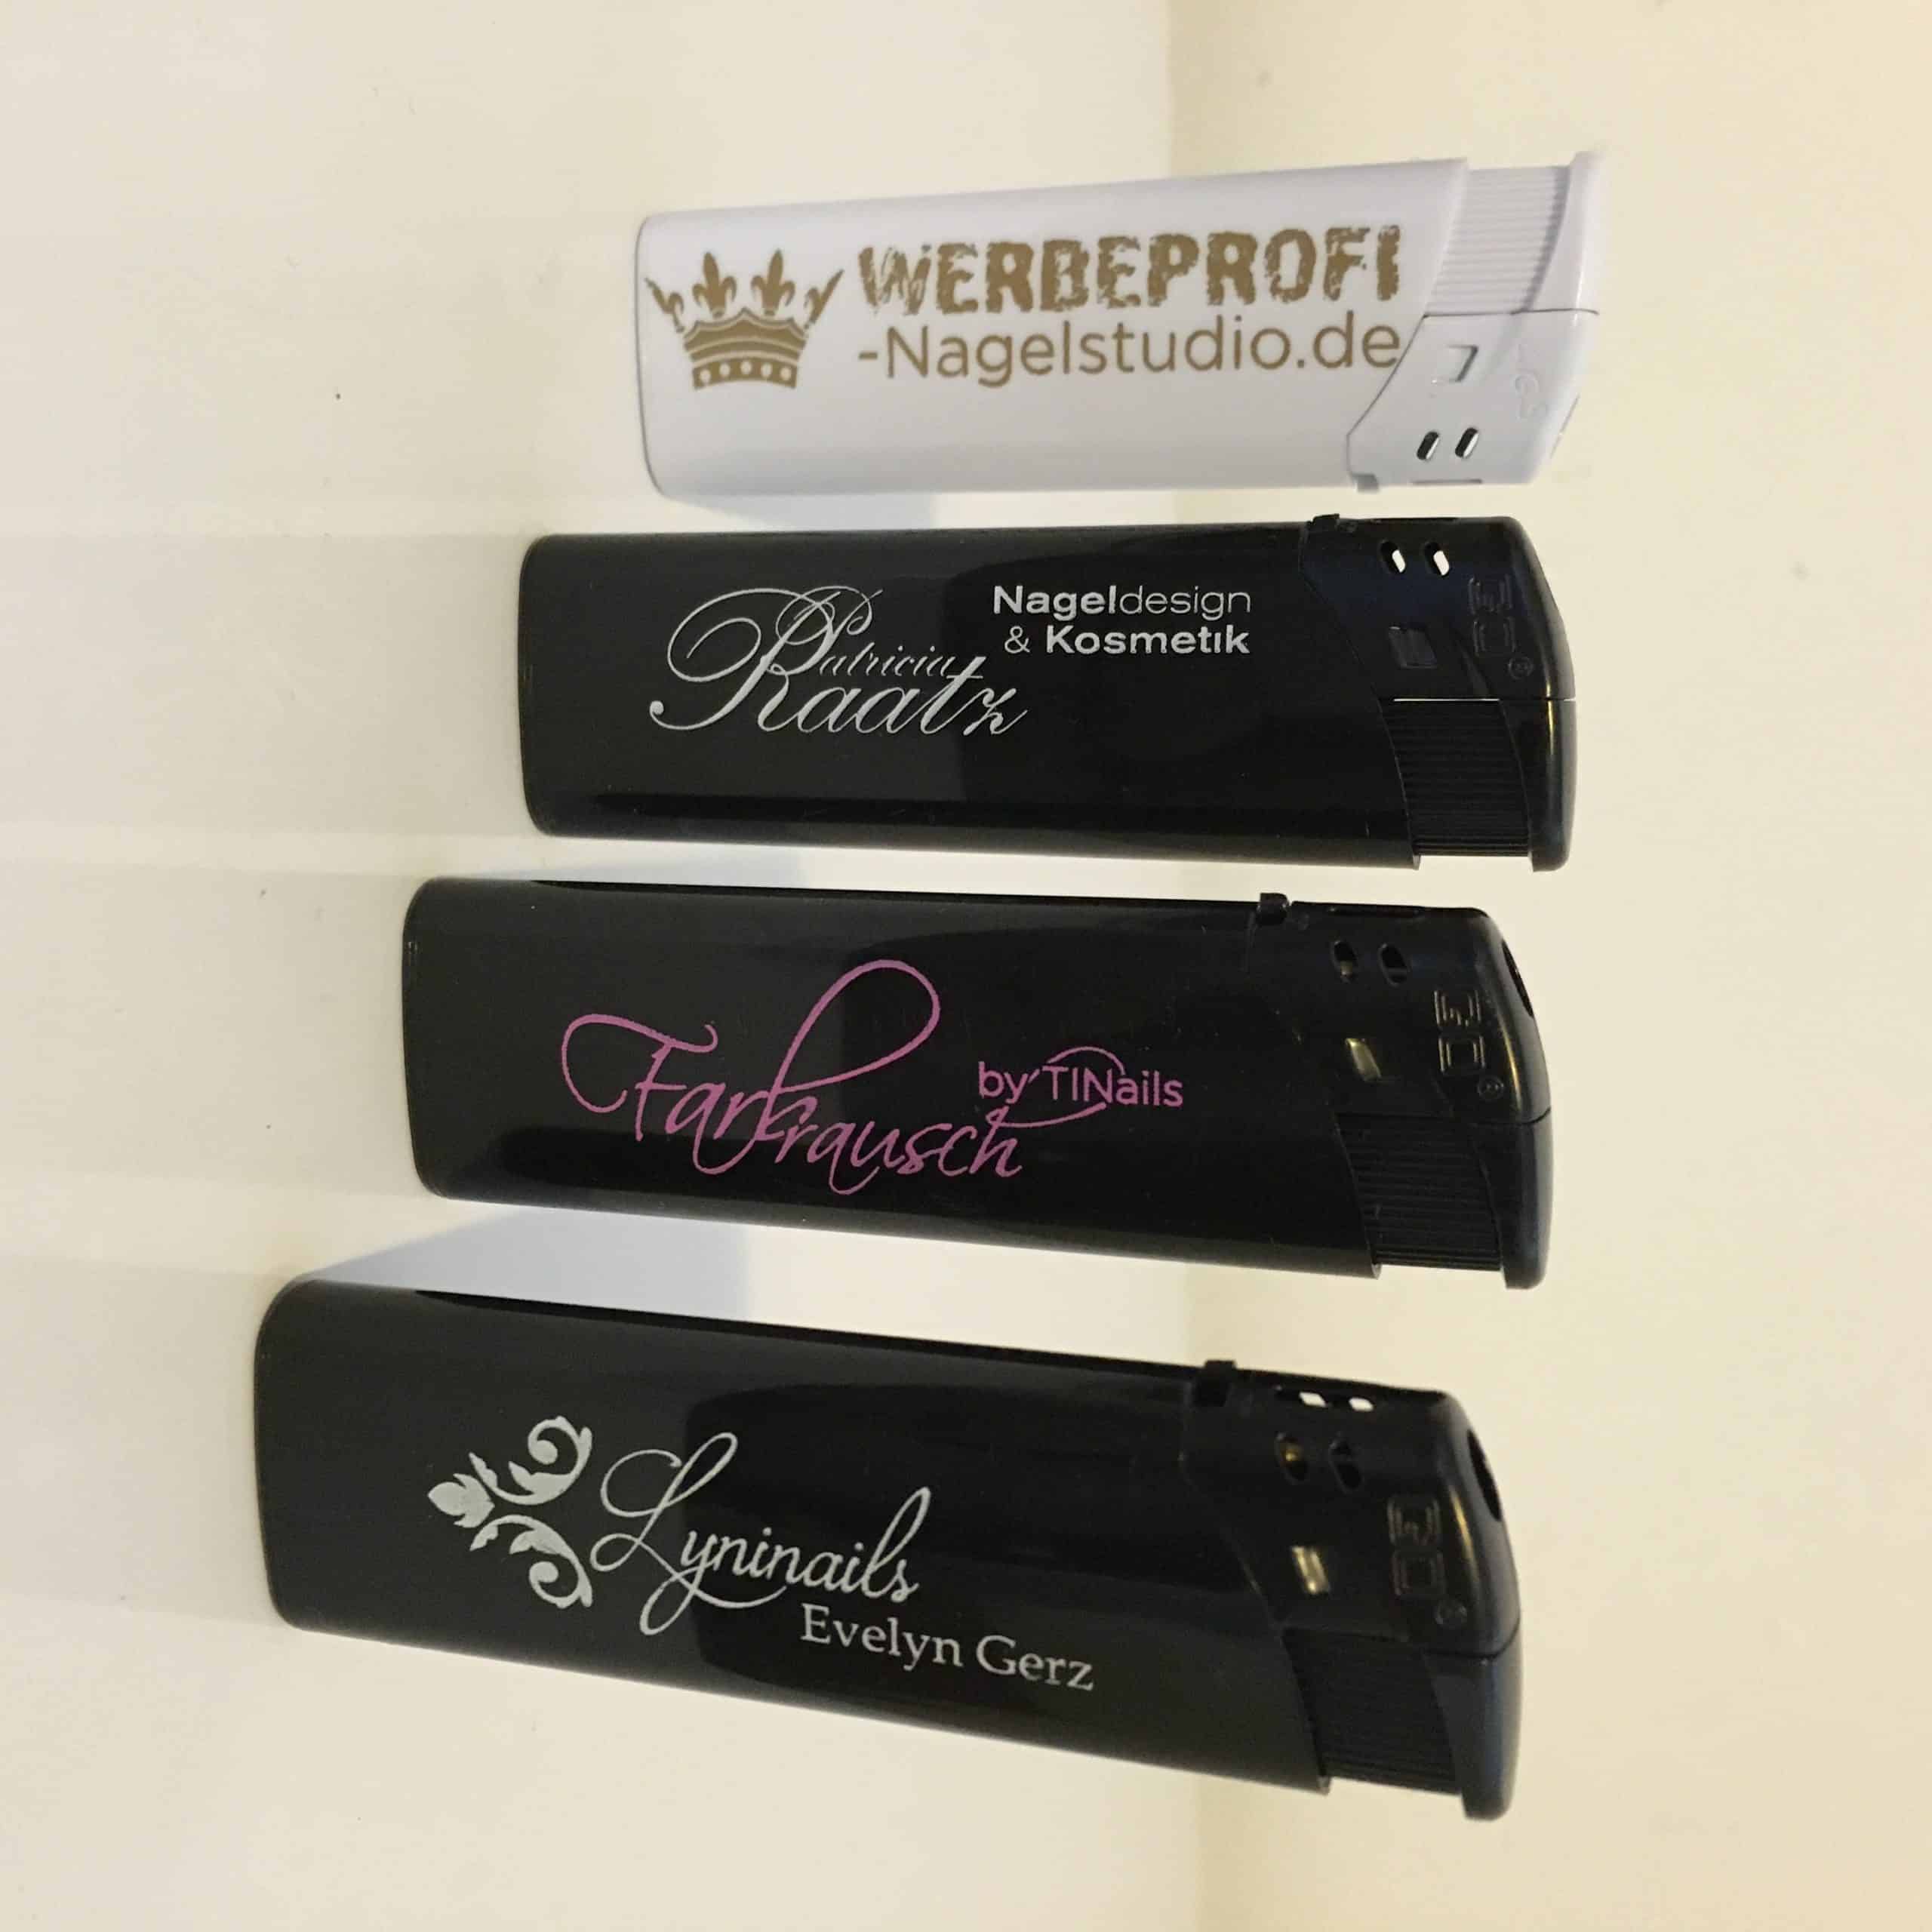 WERBEPROFI
-Nagelstudio.de
Patricia
Raatz
Nageldesign
& Kosmetik
Farbrausch
by TINails
Lyninails
Evelyn Gerz